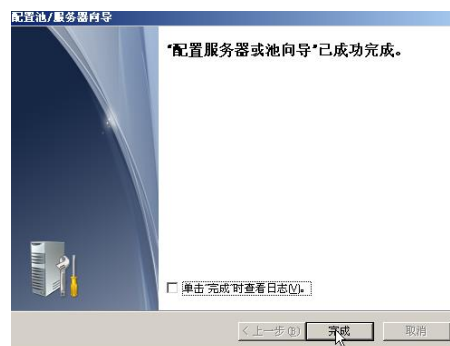 配置池/服务器向导
"配置服务器或池向导"已成功完成。
单击"完成"时查看日志(V)。
< 上一步(B)
完成
取消